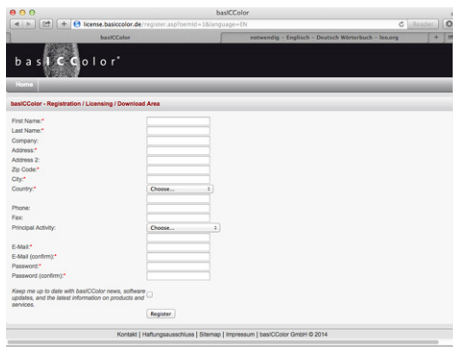 basICColor
license.basiccolor.de/register.asp?oemId=1&language=EN
Reader
basICColor
notwendig - Englisch - Deutsch Wörterbuch - leo.org
basICColor
Home
basICColor - Registration / Licensing / Download Area
First Name:*
Last Name:*
Company:
Address:*
Address 2:
Zip Code:*
City:*
Country:*
Choose...
Phone:
Fax:
Principal Activity:
Choose...
E-Mail:*
E-Mail (confirm):*
Password:*
Password (confirm):*
Keep me up to date with basICColor news, software
updates, and the latest information on products and
services.
Register
Kontakt | Haftungsausschluss | Sitemap | Impressum | basICColor GmbH © 2014